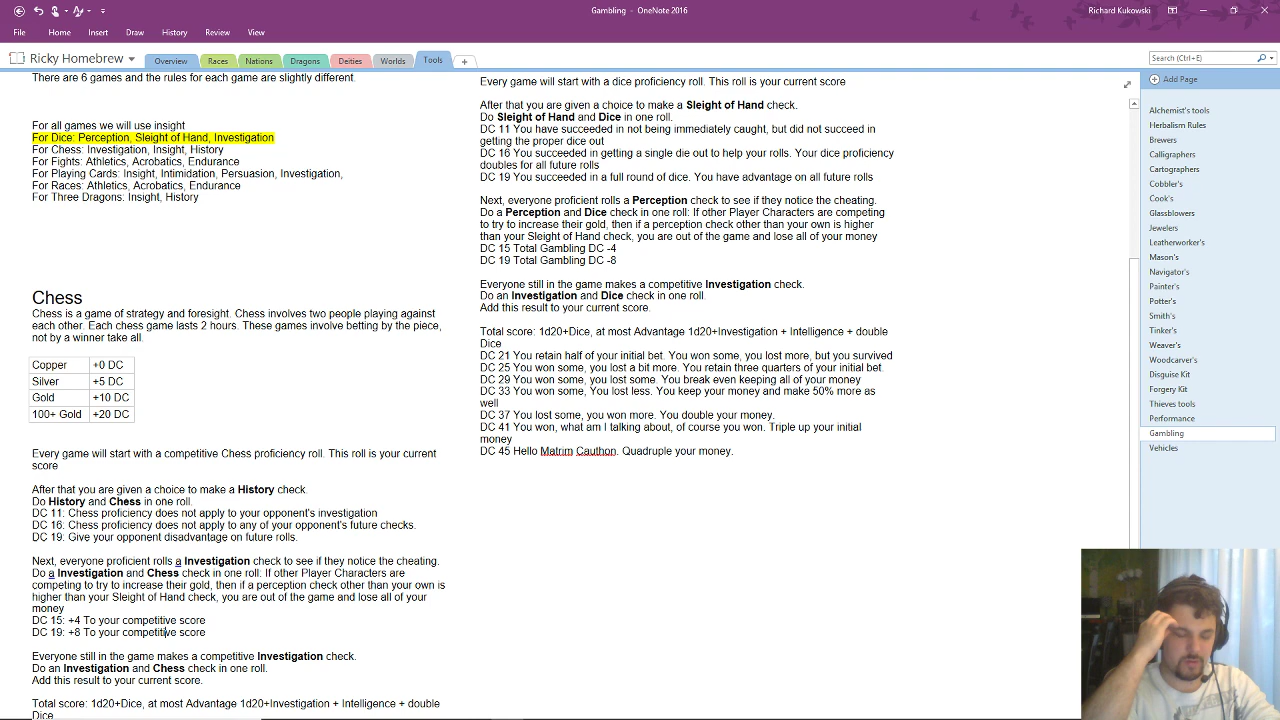 Gambling - OneNote 2016
Richard Kukowski
File Home Insert Draw History Review View
Ricky Homebrew
Overview Races Nations Dragons Deities Worlds Tools
Search (Ctrl+E)
There are 6 games and the rules for each game are slightly different.
For all games we will use insight
For Dice: Perception, Sleight of Hand, Investigation
For Chess: Investigation, Insight, History
For Fights: Athletics, Acrobatics, Endurance
For Playing Cards: Insight, Intimidation, Persuasion, Investigation,
For Races: Athletics, Acrobatics, Endurance
For Three Dragons: Insight, History
Chess
Chess is a game of strategy and foresight. Chess involves two people playing against
each other. Each chess game lasts 2 hours. These games involve betting by the piece,
not by a winner take all.
Copper +0 DC
Silver +5 DC
Gold +10 DC
100+ Gold +20 DC
Every game will start with a competitive Chess proficiency roll. This roll is your current
score
After that you are given a choice to make a History check.
Do History and Chess in one roll.
DC 11: Chess proficiency does not apply to your opponent's investigation
DC 16: Chess proficiency does not apply to any of your opponent's future checks.
DC 19: Give your opponent disadvantage on future rolls.
Next, everyone proficient rolls a Investigation check to see if they notice the cheating.
Do a Investigation and Chess check in one roll: If other Player Characters are
competing to try to increase their gold, then if a perception check other than your own is
higher than your Sleight of Hand check, you are out of the game and lose all of your
money
DC 15: +4 To your competitive score
DC 19: +8 To your competitive score
Everyone still in the game makes a competitive Investigation check.
Do an Investigation and Chess check in one roll.
Add this result to your current score.
Total score: 1d20+Dice, at most Advantage 1d20+Investigation + Intelligence + double
Dice
Every game will start with a dice proficiency roll. This roll is your current score
After that you are given a choice to make a Sleight of Hand check.
Do Sleight of Hand and Dice in one roll.
DC 11 You have succeeded in not being immediately caught, but did not succeed in
getting the proper dice out
DC 16 You succeeded in getting a single die out to help your rolls. Your dice proficiency
doubles for all future rolls
DC 19 You succeeded in a full round of dice. You have advantage on all future rolls
Next, everyone proficient rolls a Perception check to see if they notice the cheating.
Do a Perception and Dice check in one roll: If other Player Characters are competing
to try to increase their gold, then if a perception check other than your own is higher
than your Sleight of Hand check, you are out of the game and lose all of your money
DC 15 Total Gambling DC -4
DC 19 Total Gambling DC -8
Everyone still in the game makes a competitive Investigation check.
Do an Investigation and Dice check in one roll.
Add this result to your current score.
Total score: 1d20+Dice, at most Advantage 1d20+Investigation + Intelligence + double
Dice
DC 21 You retain half of your initial bet. You won some, you lost more, but you survived
DC 25 You won some, you lost a bit more. You retain three quarters of your initial bet.
DC 29 You won some, you lost some. You break even keeping all of your money
DC 33 You won some, You lost less. You keep your money and make 50% more as
well
DC 37 You lost some, you won more. You double your money.
DC 41 You won, what am I talking about, of course you won. Triple up your initial
money
DC 45 Hello Matrim Cauthon. Quadruple your money.
Add Page
Alchemist's tools
Herbalism Rules
Brewers
Calligraphers
Cartographers
Cobbler's
Cook's
Glassblowers
Jewelers
Leatherworker's
Mason's
Navigator's
Painter's
Potter's
Smith's
Tinker's
Weaver's
Woodcarver's
Disguise Kit
Forgery Kit
Thieves tools
Performance
Gambling
Vehicles